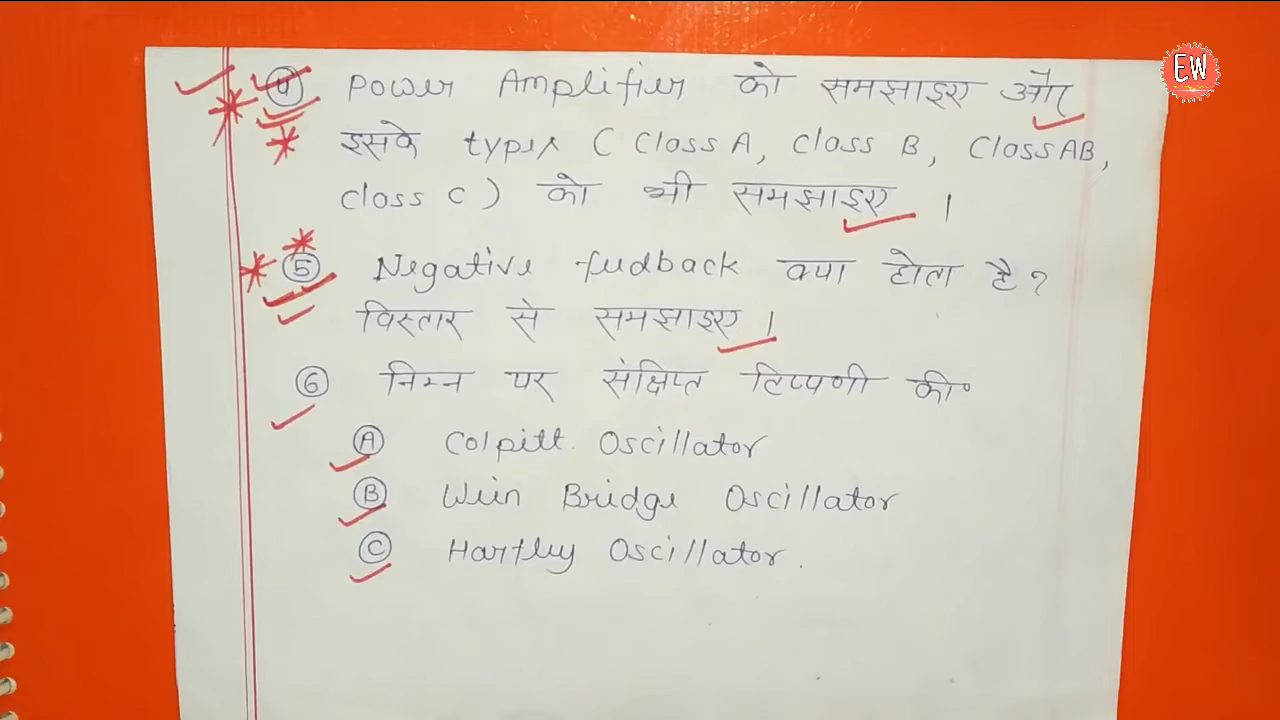 EW
④ Power Amplifier को समझाइए और
इसके types ( Class A, Class B, Class AB,
class C ) को भी समझाइए ।
⑤ Negative feedback क्या होता है?
विस्तार से समझाइए ।
⑥ निम्न पर संक्षिप्त टिप्पणी की॰
Ⓐ Colpitt Oscillator
Ⓑ Wein Bridge Oscillator
Ⓒ Hartley Oscillator.